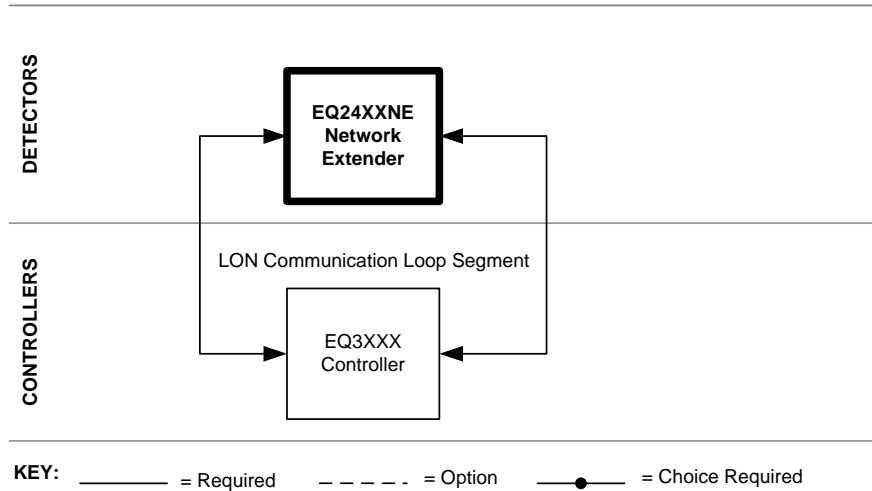 DETECTORS
EQ24XXNE
Network
Extender
LON Communication Loop Segment
CONTROLLERS
EQ3XXX
Controller
KEY: = Required = Option = Choice Required